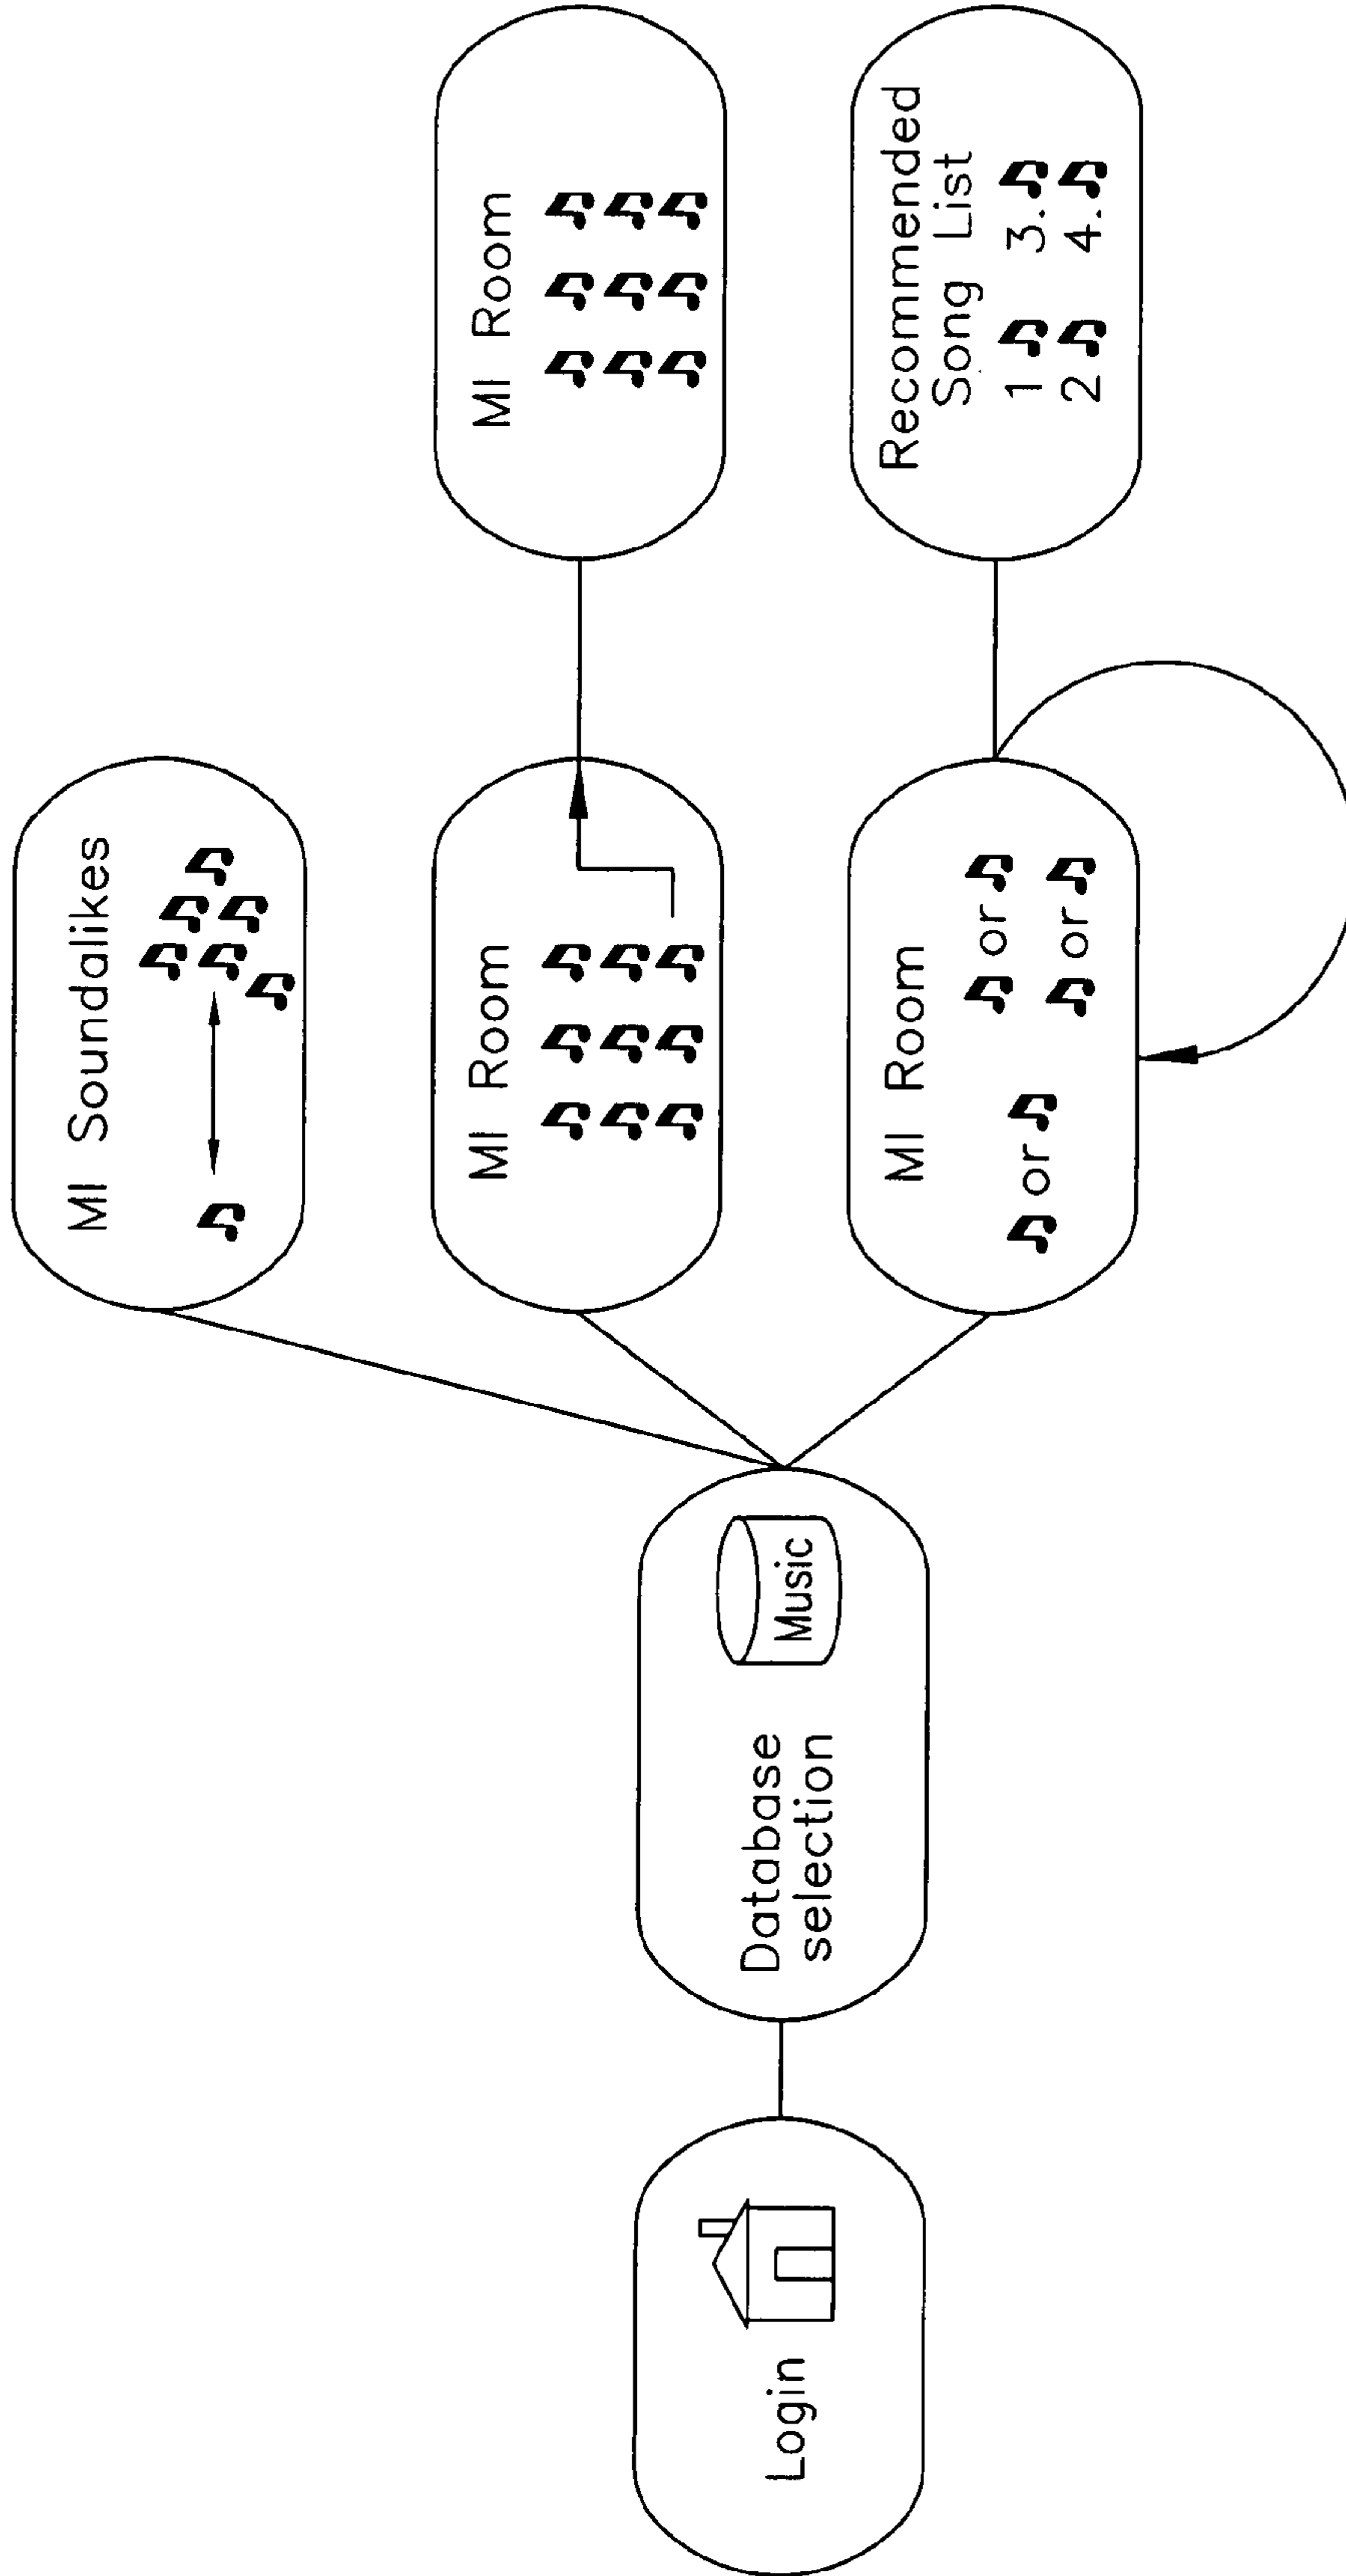 Login
Database
selection
Music
MI Soundalikes
MI Room
MI Room
MI Room
or
or
or
Recommended
Song List
1 3.
2 4.